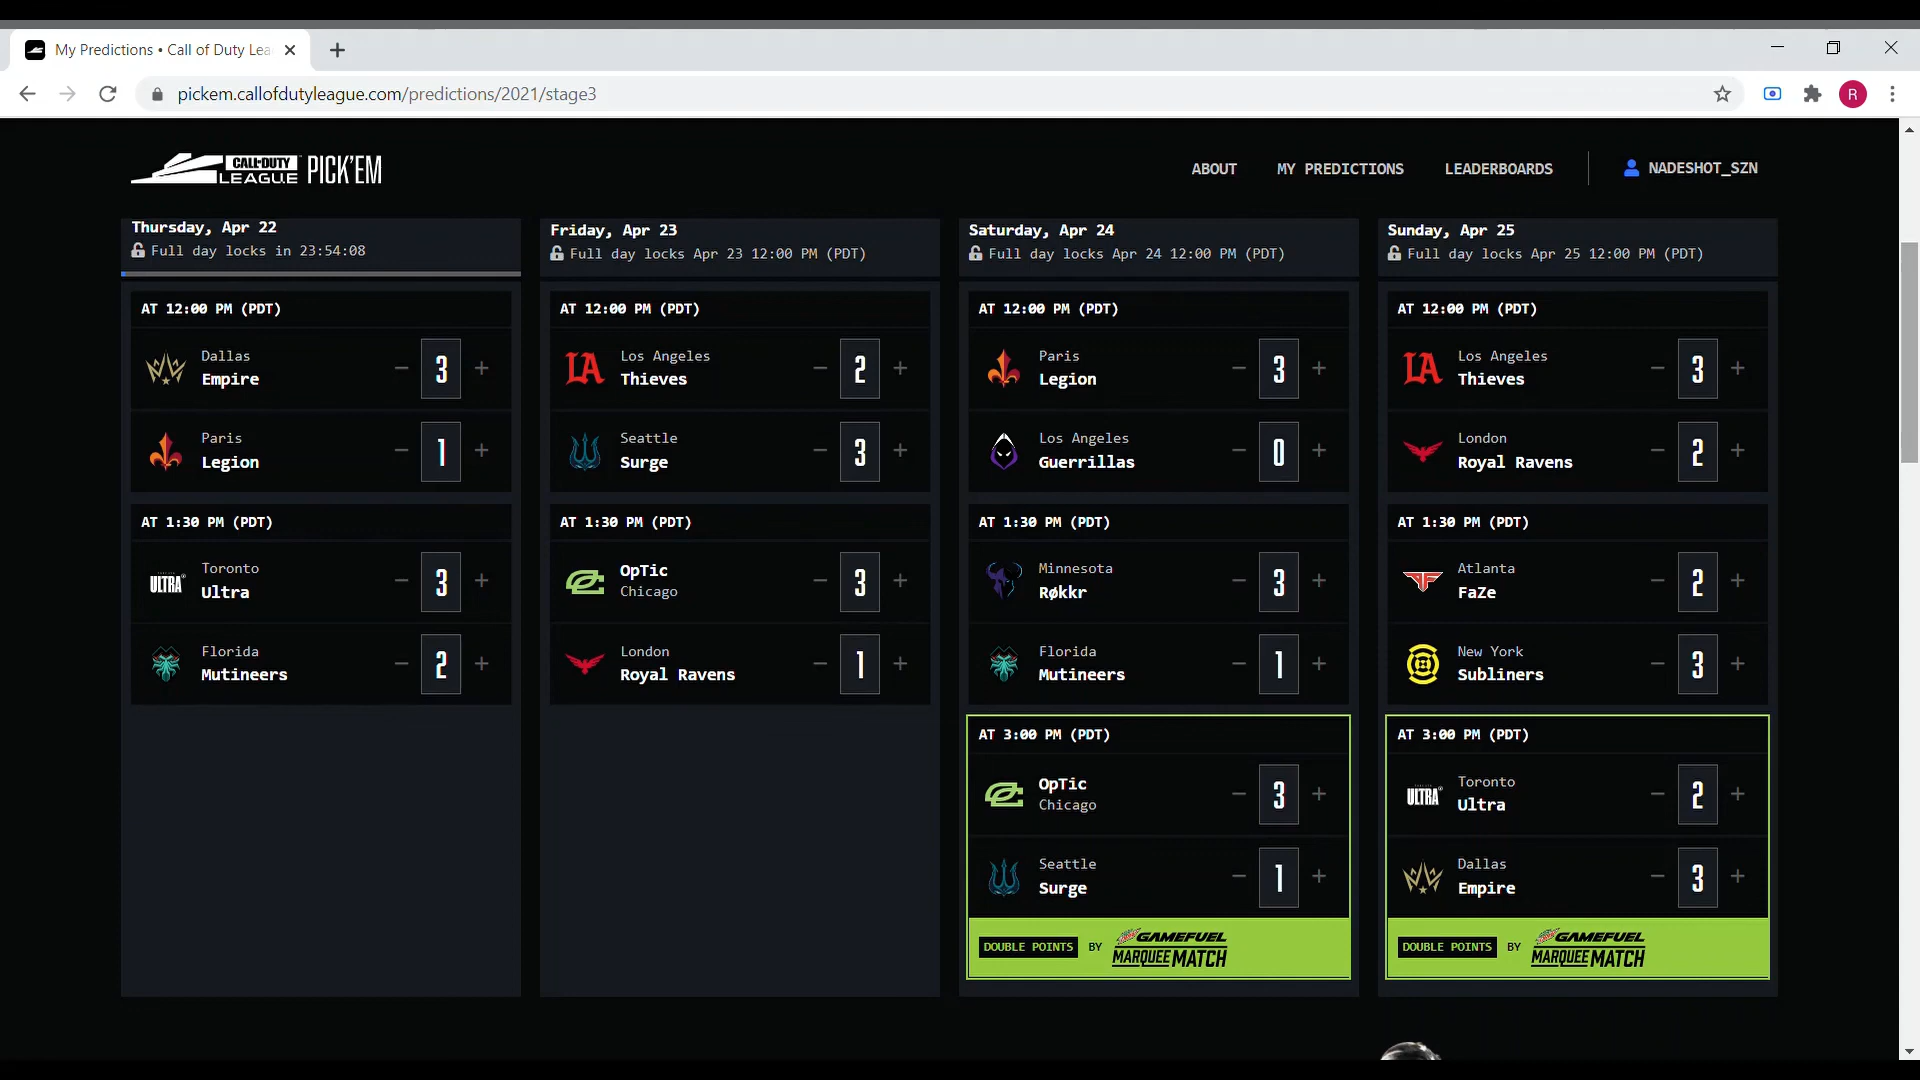 My Predictions • Call of Duty Lea
pickem.callofdutyleague.com/predictions/2021/stage3
R
CALL OF DUTY
LEAGUE
PICK'EM
ABOUT
MY PREDICTIONS
LEADERBOARDS
NADESHOT_SZN
Thursday, Apr 22
Full day locks in 23:54:08
AT 12:00 PM (PDT)
Dallas
Empire
3
Paris
Legion
1
AT 1:30 PM (PDT)
ULTRA
Toronto
Ultra
3
Florida
Mutineers
2
Friday, Apr 23
Full day locks Apr 23 12:00 PM (PDT)
AT 12:00 PM (PDT)
LA
Los Angeles
Thieves
2
Seattle
Surge
3
AT 1:30 PM (PDT)
OpTic
Chicago
3
London
Royal Ravens
1
Saturday, Apr 24
Full day locks Apr 24 12:00 PM (PDT)
AT 12:00 PM (PDT)
Paris
Legion
3
Los Angeles
Guerrillas
0
AT 1:30 PM (PDT)
Minnesota
Røkkr
3
Florida
Mutineers
1
AT 3:00 PM (PDT)
OpTic
Chicago
3
Seattle
Surge
1
DOUBLE POINTS BY GAMEFUEL
MARQUEE MATCH
Sunday, Apr 25
Full day locks Apr 25 12:00 PM (PDT)
AT 12:00 PM (PDT)
LA
Los Angeles
Thieves
3
London
Royal Ravens
2
AT 1:30 PM (PDT)
Atlanta
FaZe
2
New York
Subliners
3
AT 3:00 PM (PDT)
ULTRA
Toronto
Ultra
2
Dallas
Empire
3
DOUBLE POINTS BY GAMEFUEL
MARQUEE MATCH